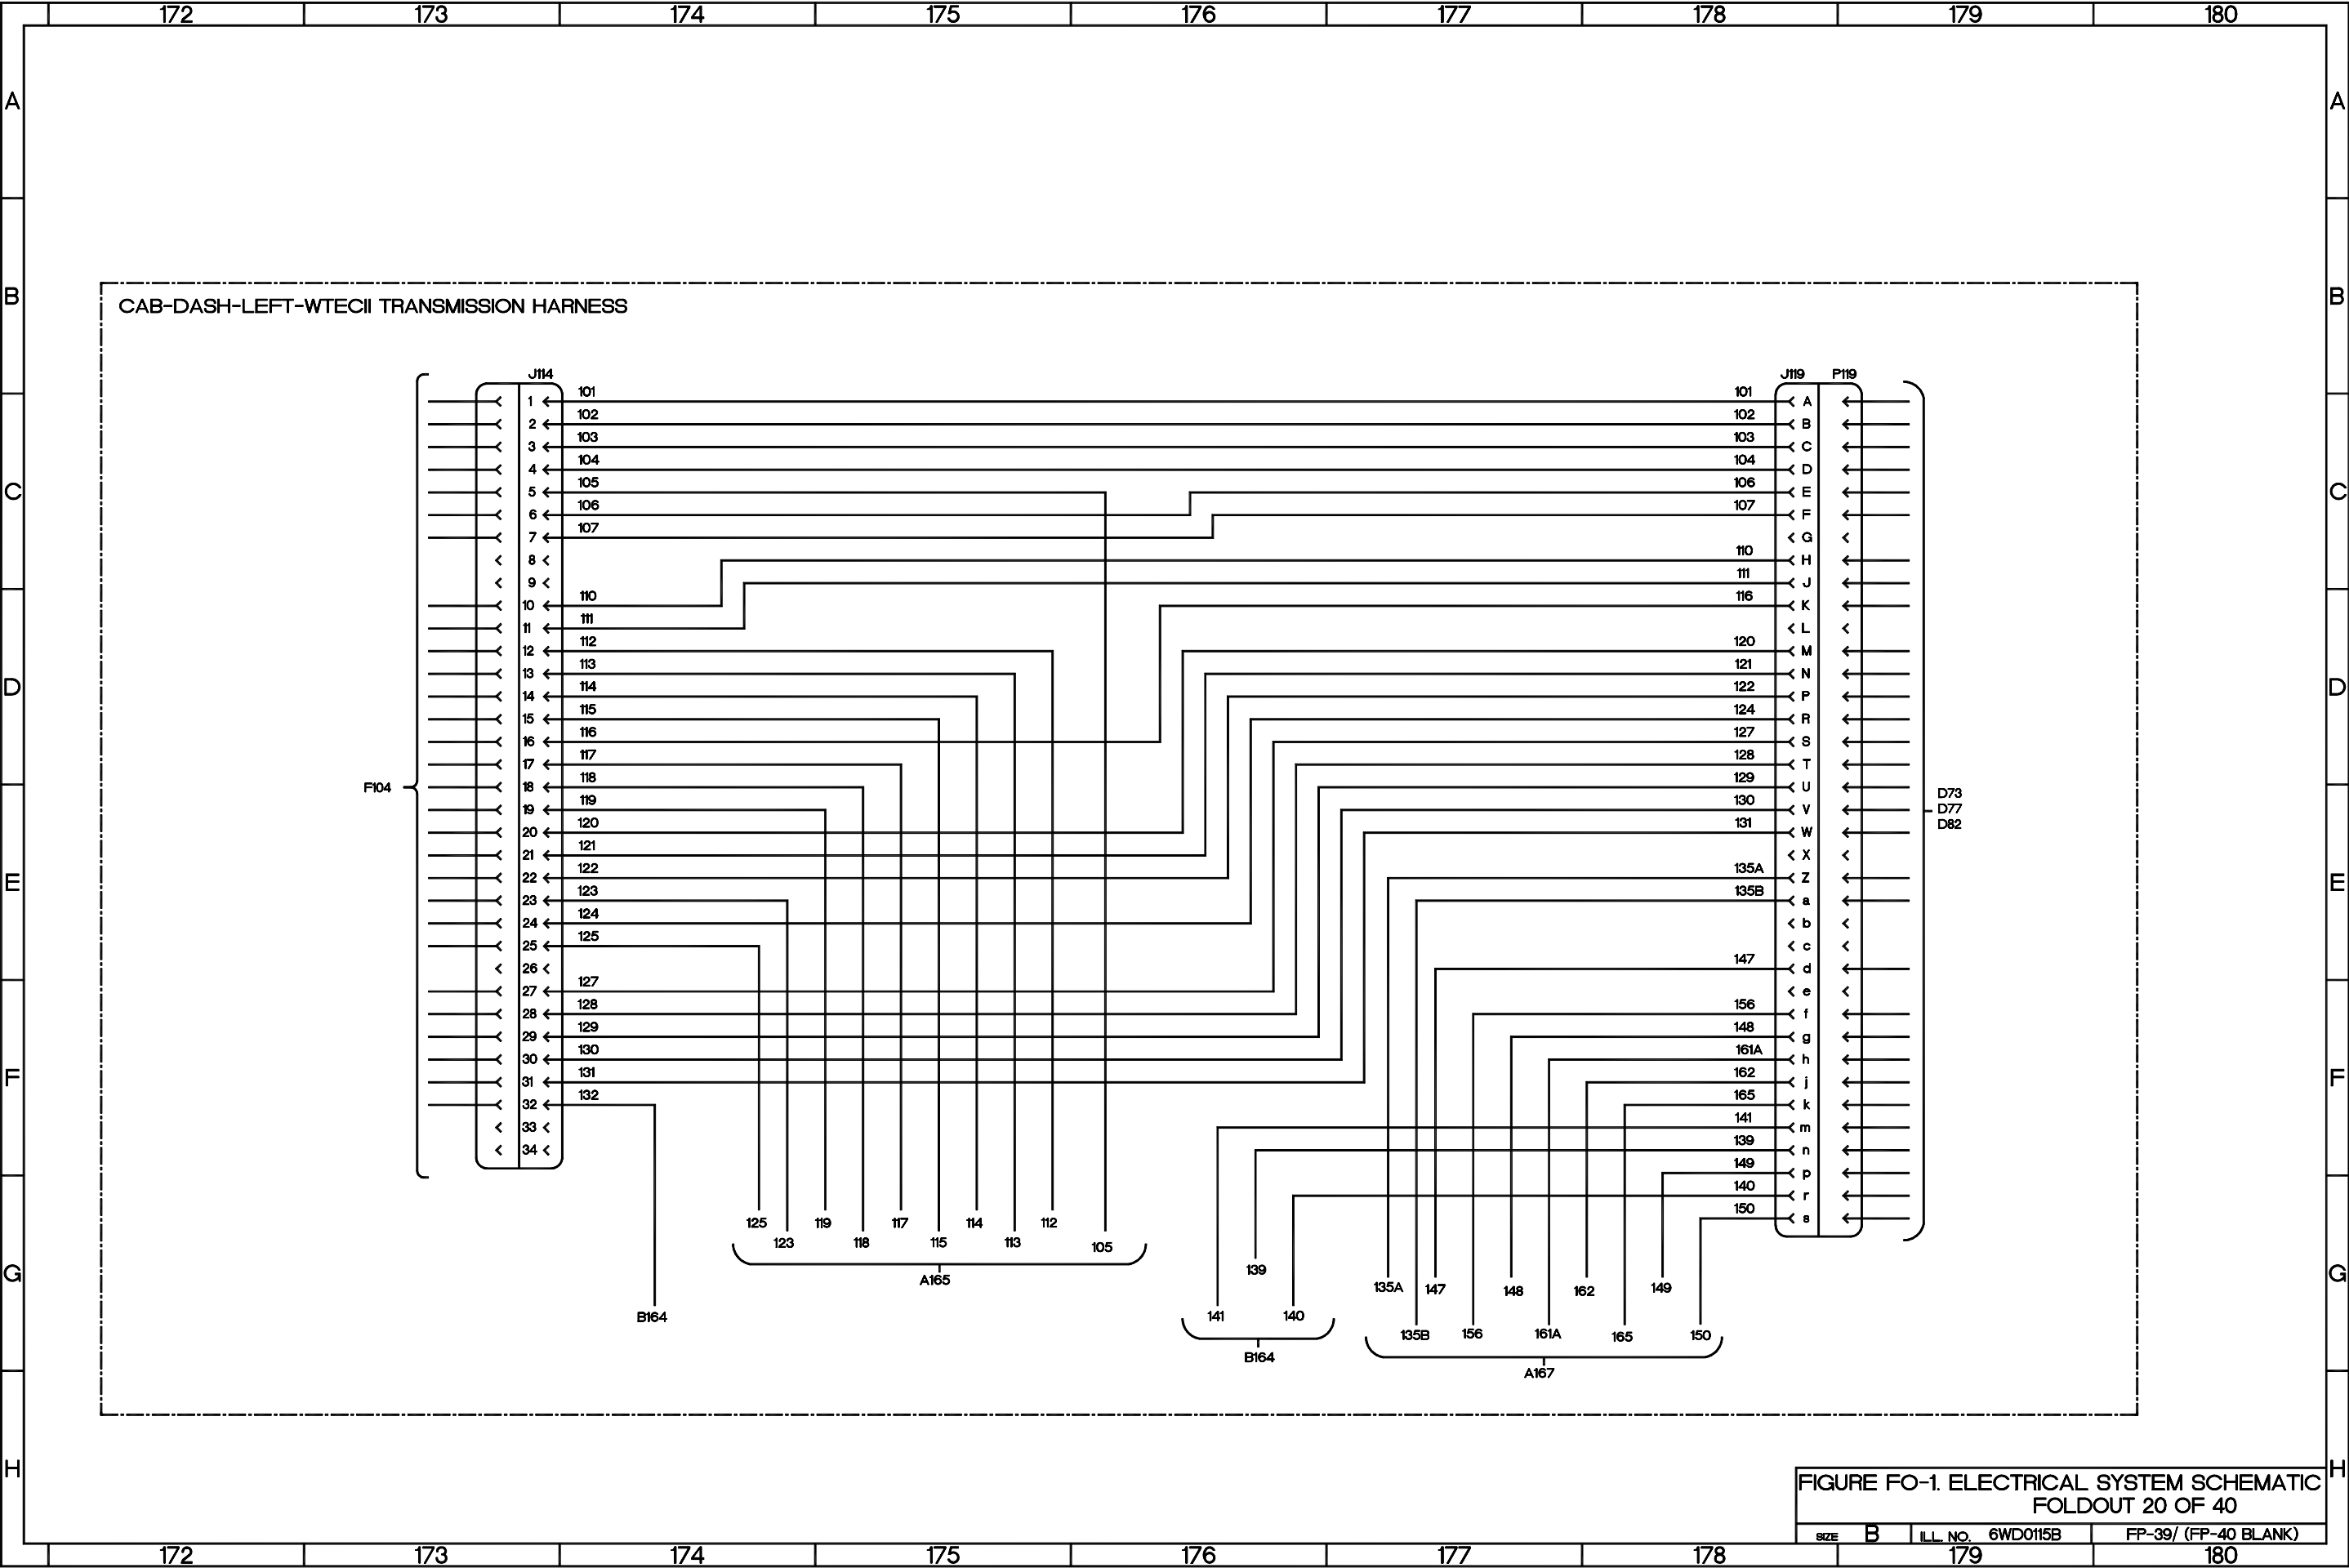 172 173 174 175 176 177 178 179 180
A A
B B
CAB-DASH-LEFT-WTECII TRANSMISSION HARNESS
J114 J119 P119
1 101 101 A
2 102 102 B
3 103 103 C
4 104 104 D
C C
5 105 106 E
6 106 107 F
7 107 G
8 110 H
9 111 J
10 110 116 K
11 111 L
12 112 120 M
13 113 121 N
D D
14 114 122 P
15 115 124 R
16 116 127 S
17 117 128 T
F104
18 118 129 U
D73
D77
D82
19 119 130 V
20 120 131 W
21 121 X
22 122 135A Z
E E
23 123 135B a
24 124 b
25 125 c
26 147 d
27 127 e
28 128 156 f
29 129 148 g
30 130 161A h
31 131 162 j
F F
32 132 165 k
33 141 m
34 139 n
149 p
140 r
150 s
125 119 117 114 112
123 118 115 113 105
A165
G G
139
135A 147 148 162 149
B164
141 140
135B 156 161A 165 150
B164
A167
H H
FIGURE FO-1. ELECTRICAL SYSTEM SCHEMATIC
FOLDOUT 20 OF 40
SIZE B ILL. NO. 6WD0115B FP-39/ (FP-40 BLANK)
172 173 174 175 176 177 178 179 180